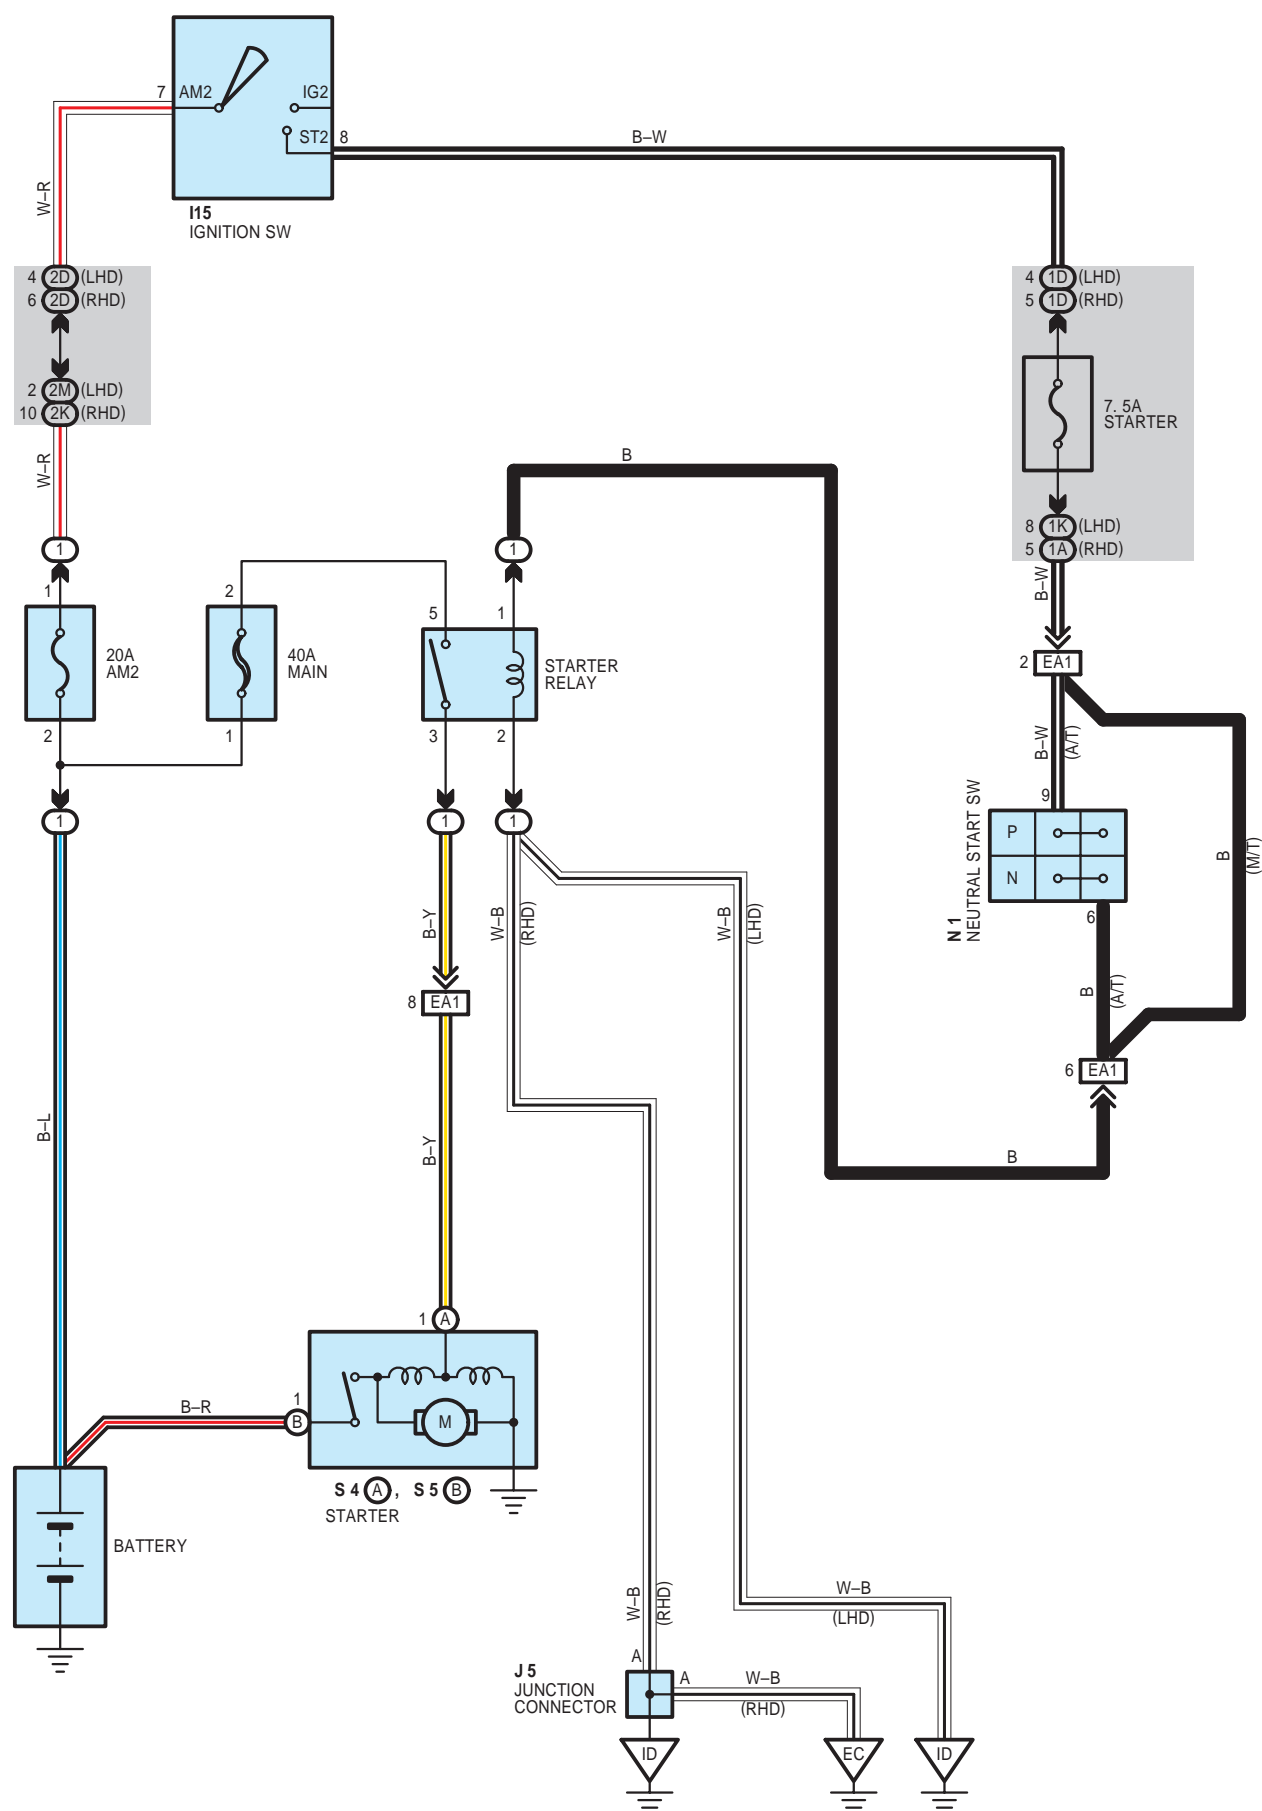 7 AM2 IG2
ST2 8 B–W
I15
IGNITION SW
W–R
4 2D (LHD)
6 2D (RHD)
2 2M (LHD)
10 2K (RHD)
W–R
4 1D (LHD)
5 1D (RHD)
7. 5A
STARTER
8 1K (LHD)
5 1A (RHD)
B–W
2 EA1
B–W
(A/T)
9
P
N
N 1
NEUTRAL START SW
6
B
(A/T)
B
(M/T)
6 EA1
B
B
1
1
20A
AM2
2
1
2
40A
MAIN
1
1
5 1
STARTER
RELAY
3 2
1
1
B–Y
8 EA1
B–Y
W–B
(RHD)
W–B
(LHD)
B–L
1 A
1
B
B–R
M
S 4 A , S 5 B
STARTER
BATTERY
W–B
(RHD)
W–B
(LHD)
A
J 5
JUNCTION
CONNECTOR
A W–B
(RHD)
ID
EC
ID